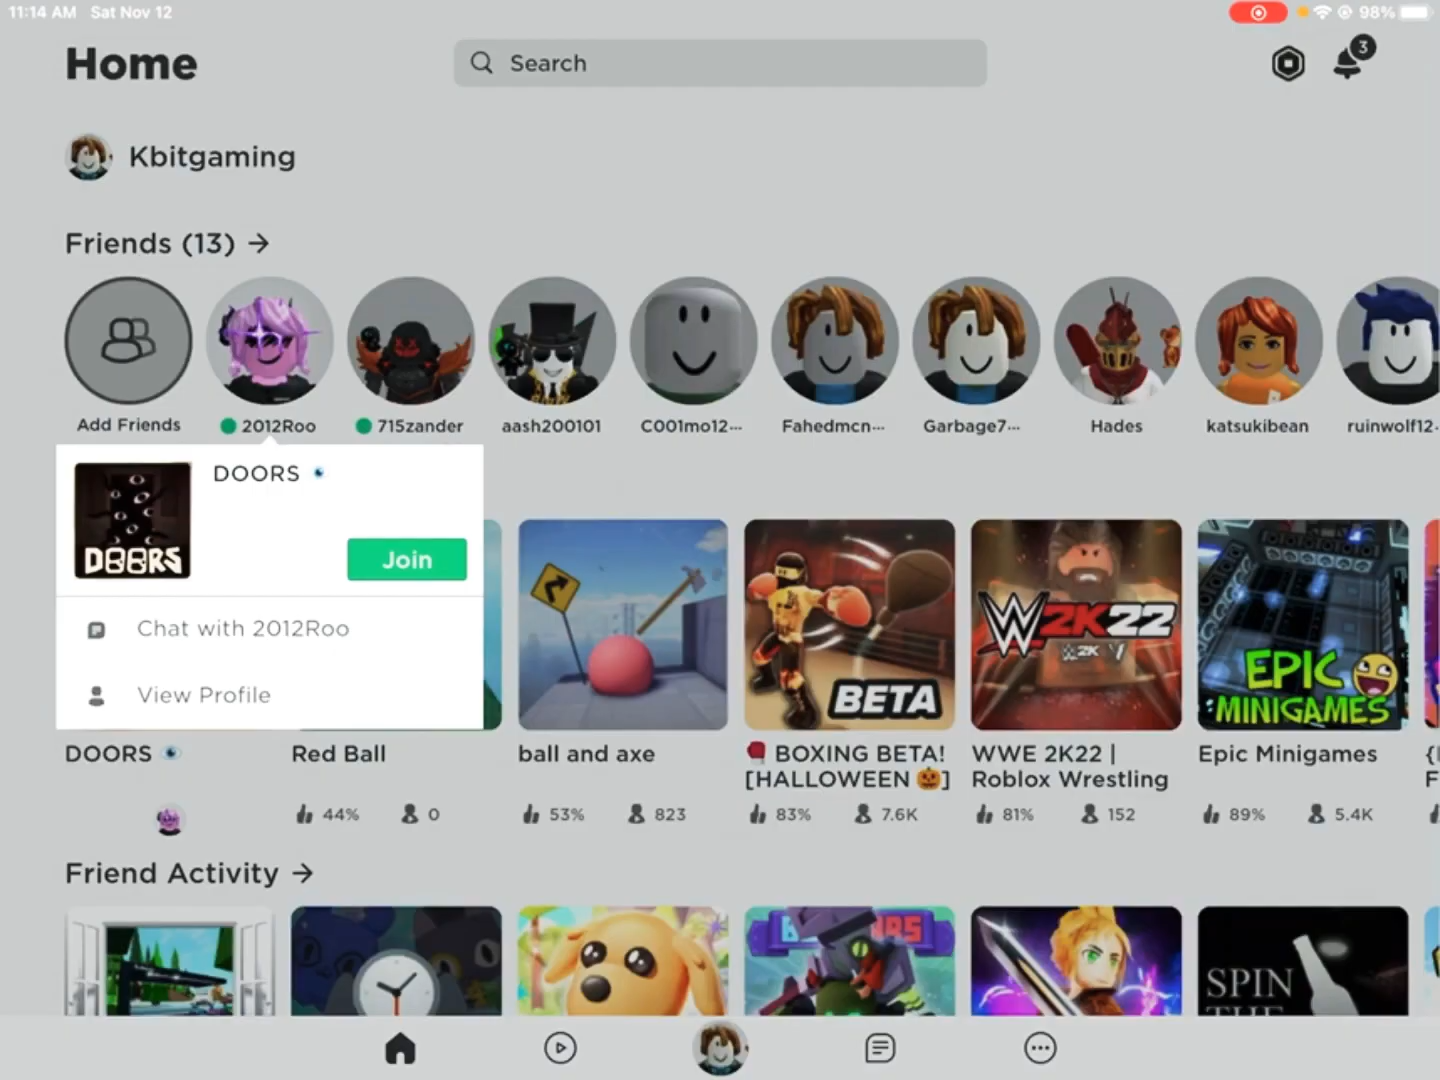 11:14 AM Sat Nov 12
98%
Home
Search
3
Kbitgaming
Friends (13) →
Add Friends
2012Roo
715zander
aash200101
C001mo12...
Fahedmcn...
Garbage7...
Hades
katsukibean
ruinwolf12
DOORS
DOORS
Join
Chat with 2012Roo
View Profile
BETA
W2K22
2K
EPIC
MINIGAMES
DOORS
Red Ball
44%
0
ball and axe
53%
823
BOXING BETA!
[HALLOWEEN 🎃]
83%
7.6K
WWE 2K22 |
Roblox Wrestling
81%
152
Epic Minigames
89%
5.4K
Friend Activity →
SPIN